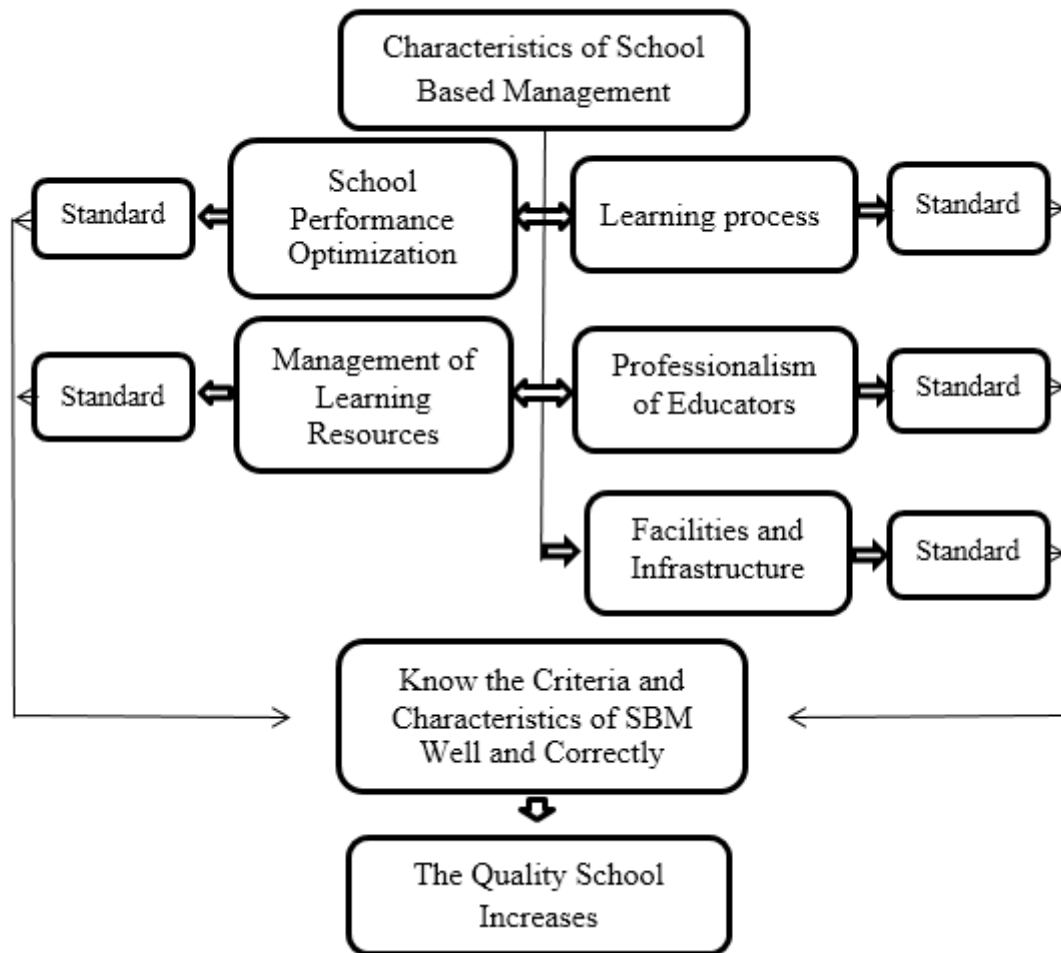 Characteristics of School
Based Management
Standard
School
Performance
Optimization
Learning process
Standard
Standard
Management of
Learning
Resources
Professionalism
of Educators
Standard
Facilities and
Infrastructure
Standard
Know the Criteria and
Characteristics of SBM
Well and Correctly
The Quality School
Increases